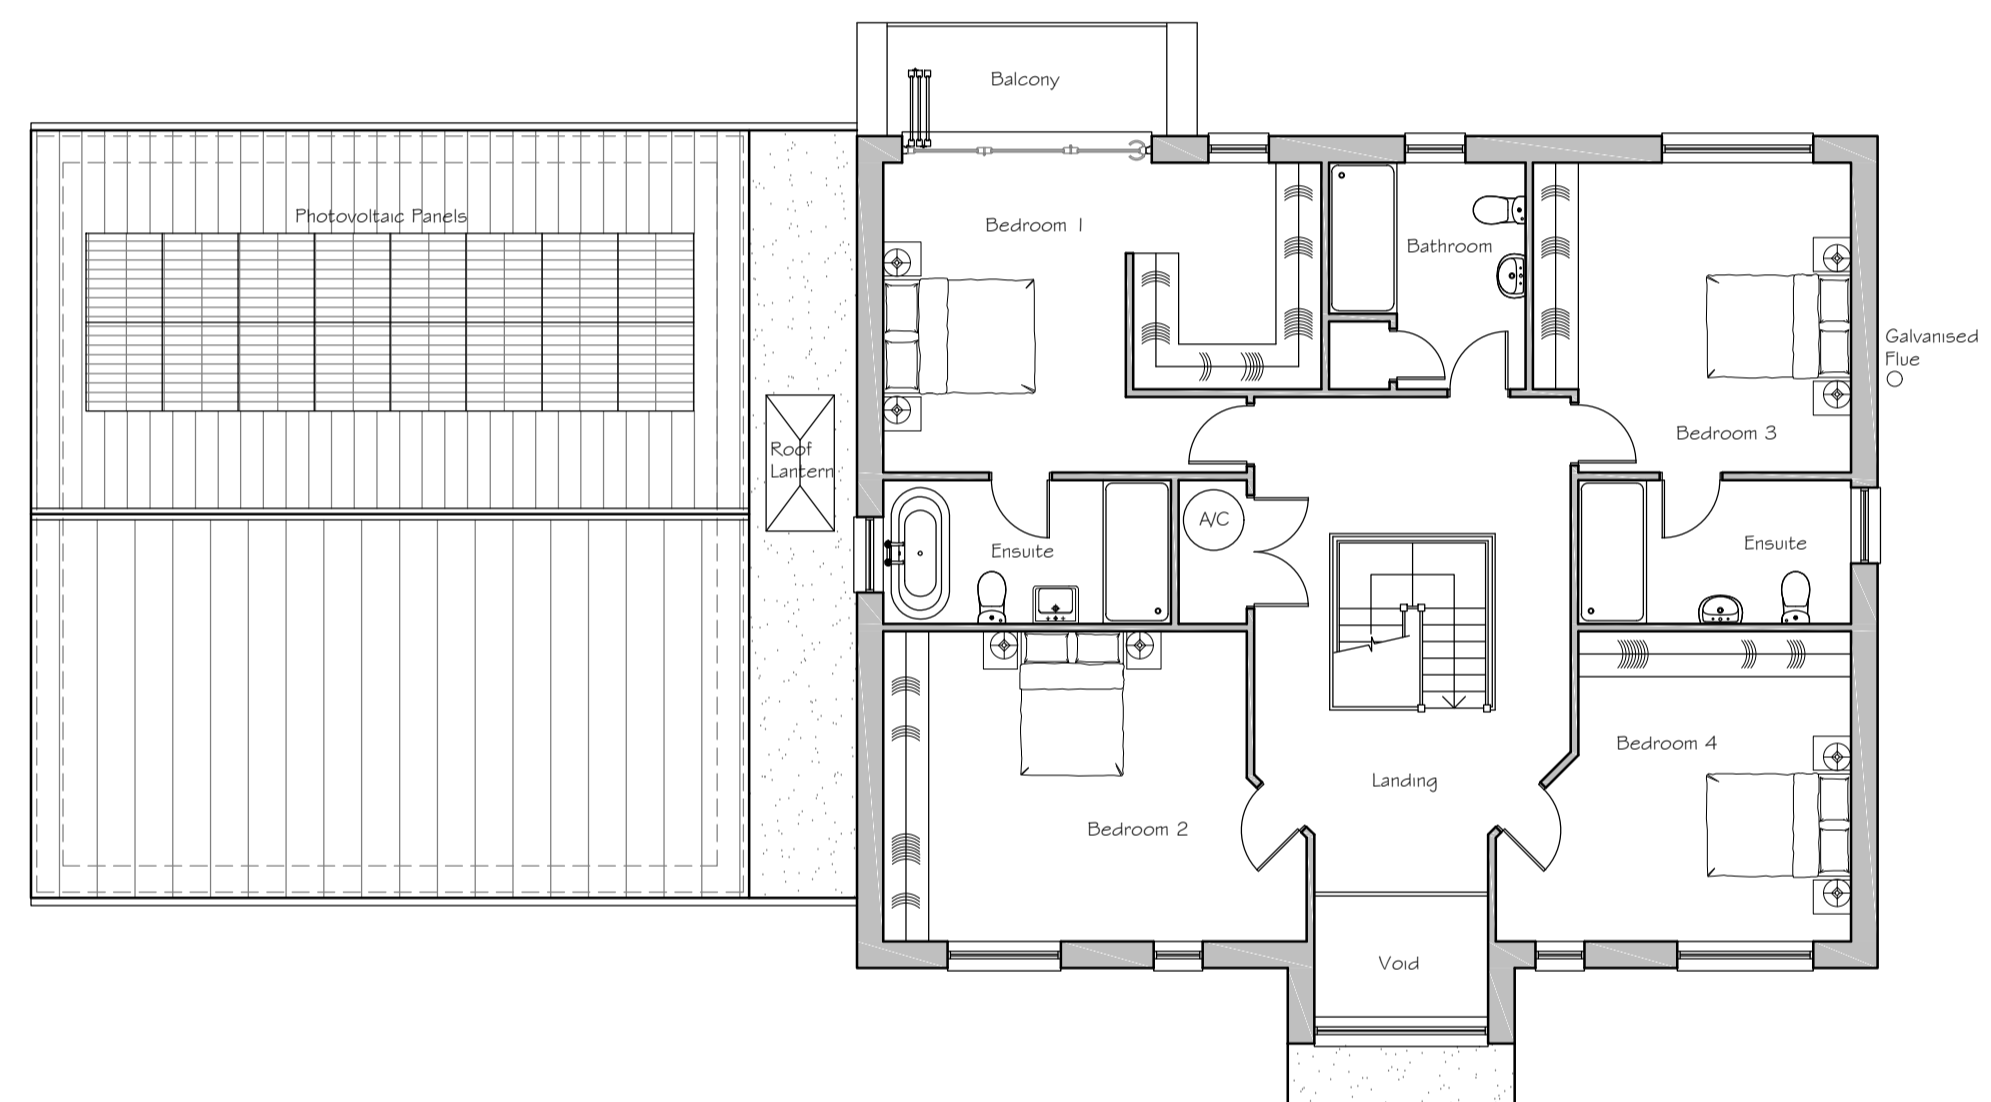 Balcony
Photovoltaic Panels
Bedroom 1
Bathroom
Galvanised
Flue
Bedroom 3
Roof
Lantern
A/C
Ensuite
Ensuite
Bedroom 4
Landing
Bedroom 2
Void